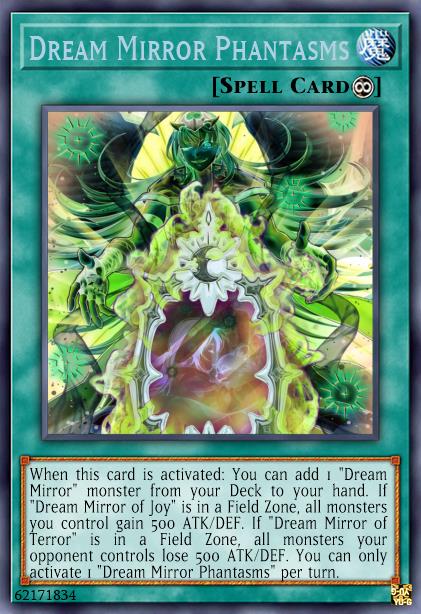 DREAM MIRROR PHANTASMS
魔
[SPELL CARD]
When this card is activated: You can add 1 "Dream
Mirror" monster from your Deck to your hand. If
"Dream Mirror of Joy" is in a Field Zone, all monsters
you control gain 500 ATK/DEF. If "Dream Mirror of
Terror" is in a Field Zone, all monsters your
opponent controls lose 500 ATK/DEF. You can only
activate 1 "Dream Mirror Phantasms" per turn.
62171834